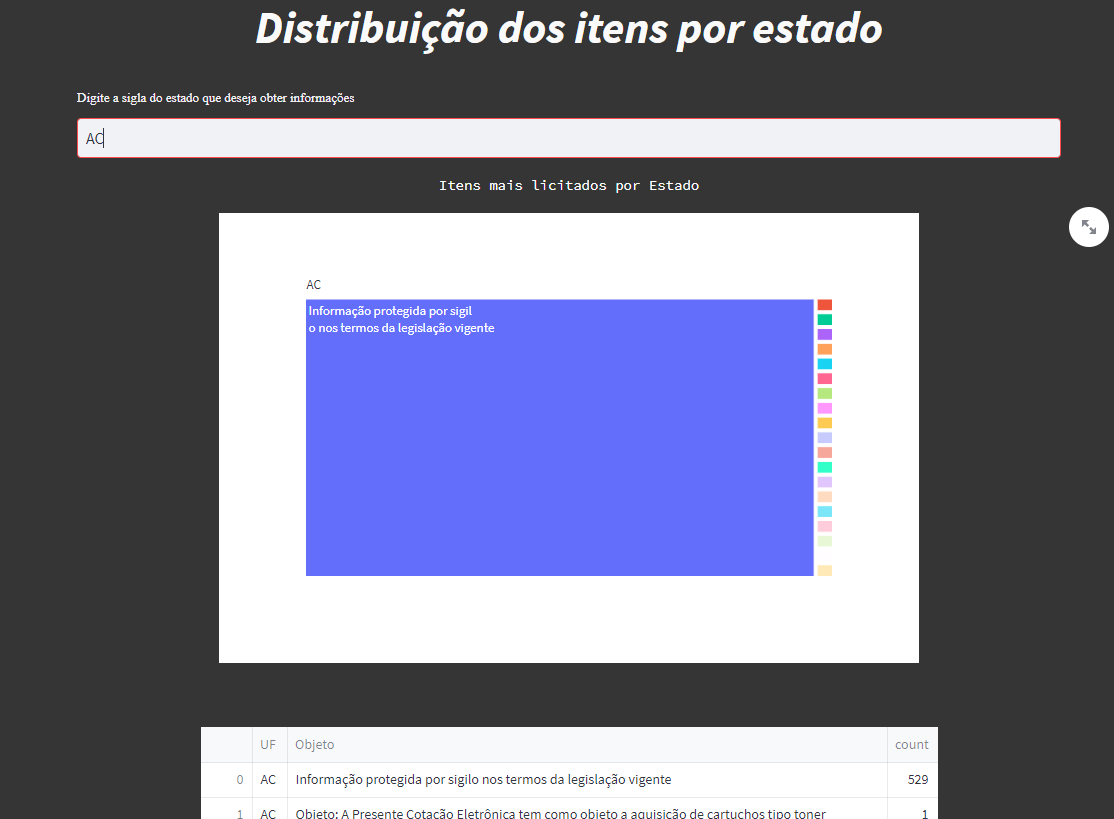 Distribuição dos itens por estado
Digite a sigla do estado que deseja obter informações
AC
Itens mais licitados por Estado
AC
Informação protegida por sigil
o nos termos da legislação vigente
UF Objeto count
0 AC Informação protegida por sigilo nos termos da legislação vigente 529
1 AC Objeto: A Presente Cotação Eletrônica tem como objeto a aquisição de cartuchos tipo toner 1